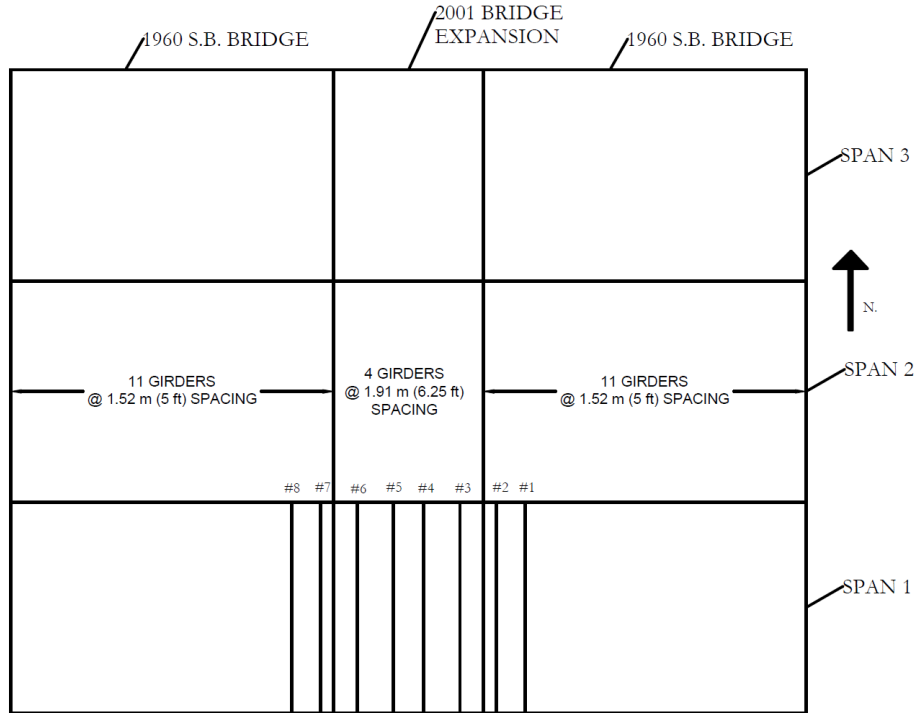 1960 S.B. BRIDGE
2001 BRIDGE
EXPANSION
1960 S.B. BRIDGE
SPAN 3
N.
11 GIRDERS
@ 1.52 m (5 ft) SPACING
4 GIRDERS
@ 1.91 m (6.25 ft)
SPACING
11 GIRDERS
@ 1.52 m (5 ft) SPACING
SPAN 2
#8
#7
#6
#5
#4
#3
#2
#1
SPAN 1